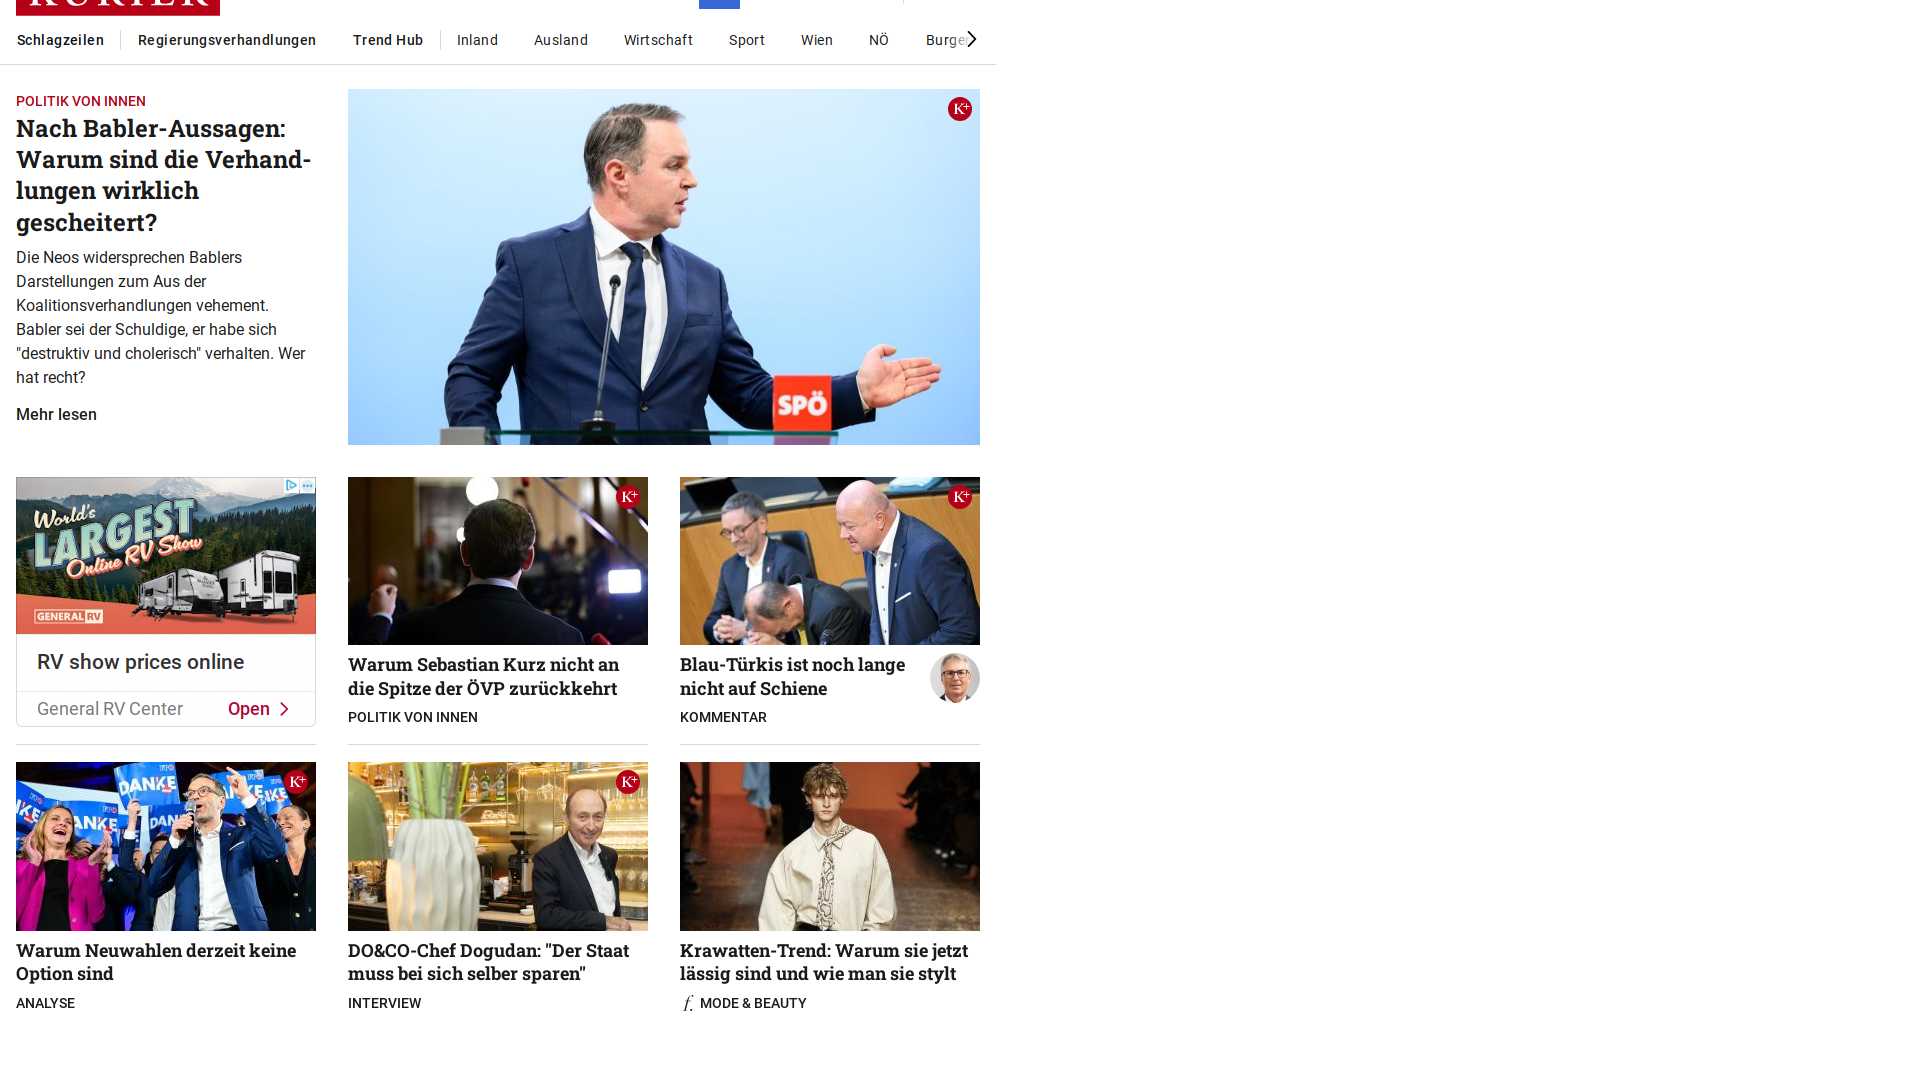 KURIER
Schlagzeilen
Regierungsverhandlungen
Trend Hub
Inland
Ausland
Wirtschaft
Sport
Wien
NÖ
POLITIK VON INNEN
Nach Babler-Aussagen:
Warum sind die Verhand-
lungen wirklich
gescheitert?
Die Neos widersprechen Bablers
Darstellungen zum Aus der
Koalitionsverhandlungen vehement.
Babler sei der Schuldige, er habe sich
"destruktiv und cholerisch" verhalten. Wer
hat recht?
Mehr lesen
K+
SPÖ
World's
LARGEST
Online RV Show
GENERAL RV
RV show prices online
General RV Center
Open
K+
Warum Sebastian Kurz nicht an
die Spitze der ÖVP zurückkehrt
POLITIK VON INNEN
K+
Blau-Türkis ist noch lange
nicht auf Schiene
KOMMENTAR
FPÖ
DANKE
DANKE
K+
Warum Neuwahlen derzeit keine
Option sind
ANALYSE
K+
DO&CO-Chef Dogudan: "Der Staat
muss bei sich selber sparen"
INTERVIEW
Krawatten-Trend: Warum sie jetzt
lässig sind und wie man sie stylt
f. MODE & BEAUTY